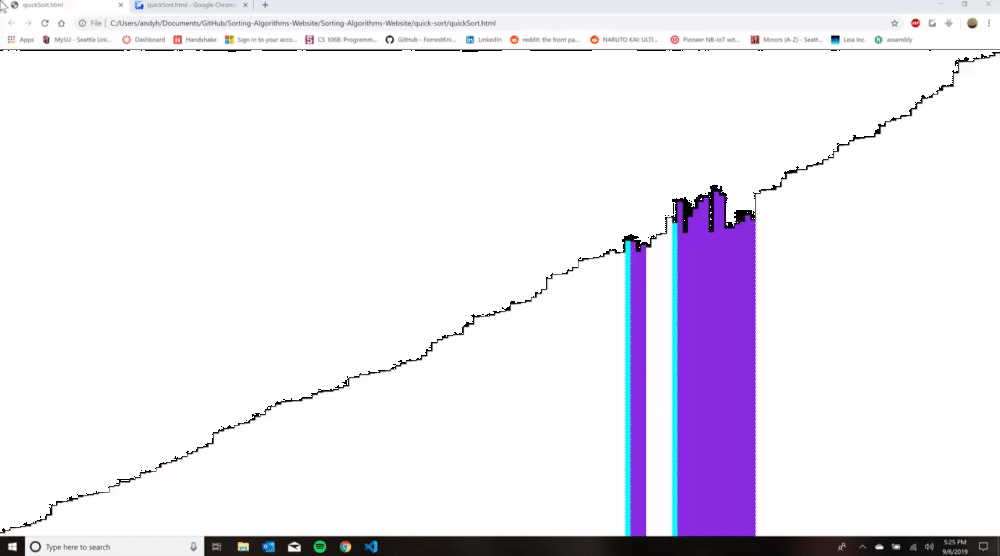 quickSort.html
quickSort.html - Google Chrom
File | C:/Users/andyh/Documents/GitHub/Sorting-Algorithms-Website/Sorting-Algorithms-Website/quick-sort/quickSort.html
Apps MySU - Seattle Uni... Dashboard Handshake Sign in to your acco... CS 106B: Programm... GitHub - ForrestKni... LinkedIn reddit: the front pa... NARUTO KAI: ULTI... Pioneer NB-IoT wit... Minors (A-Z) - Seatt... Leia Inc. assembly
Type here to search
5:25 PM
9/6/2019